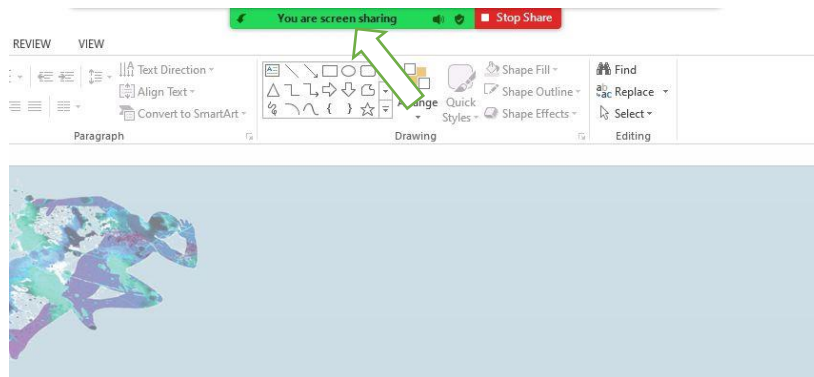 You are screen sharing Stop Share
REVIEW VIEW
Text Direction Shape Fill Find
Align Text Arrange Quick Styles Shape Outline Replace
Convert to SmartArt Shape Effects Select
Paragraph Drawing Editing